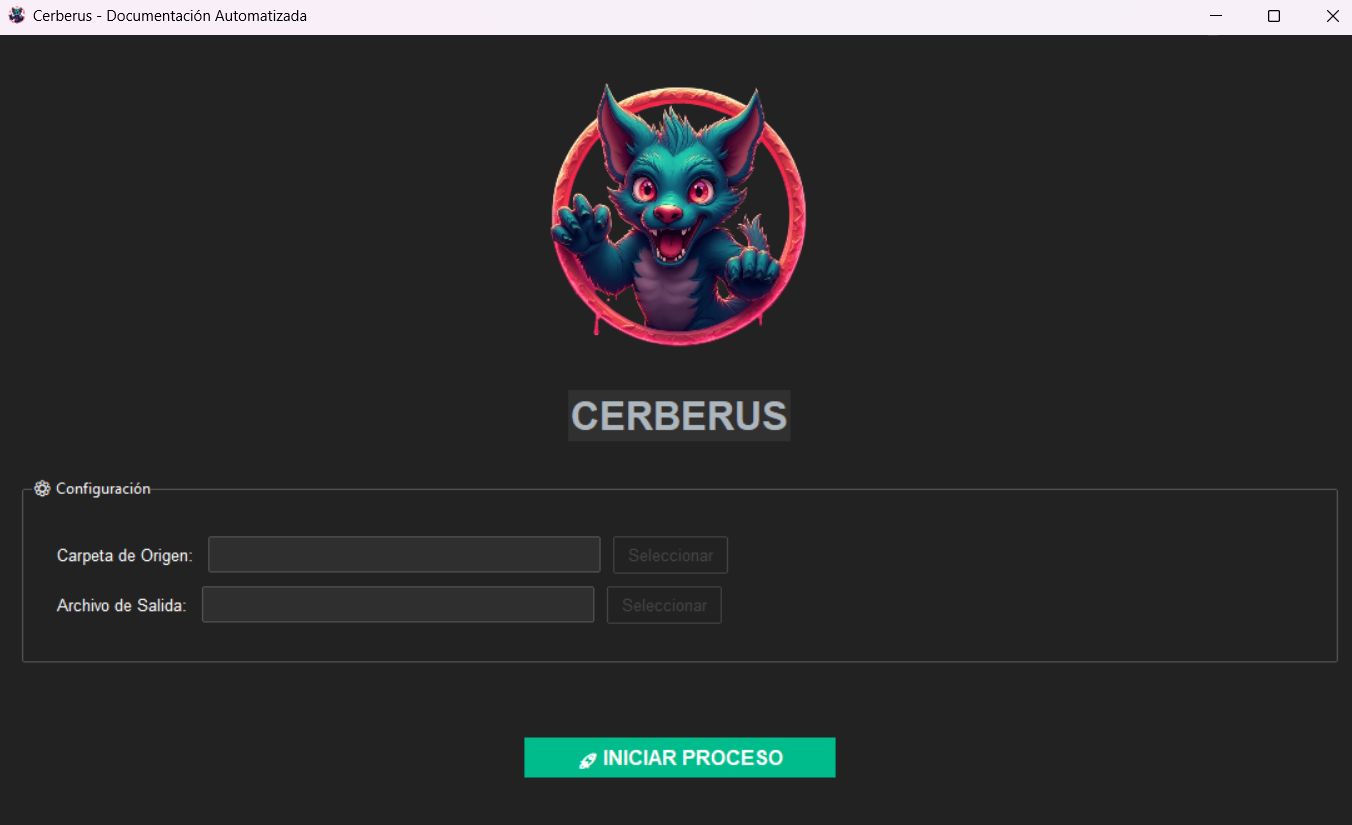 Cerberus - Documentación Automatizada
CERBERUS
Configuración
Carpeta de Origen: Seleccionar
Archivo de Salida: Seleccionar
INICIAR PROCESO